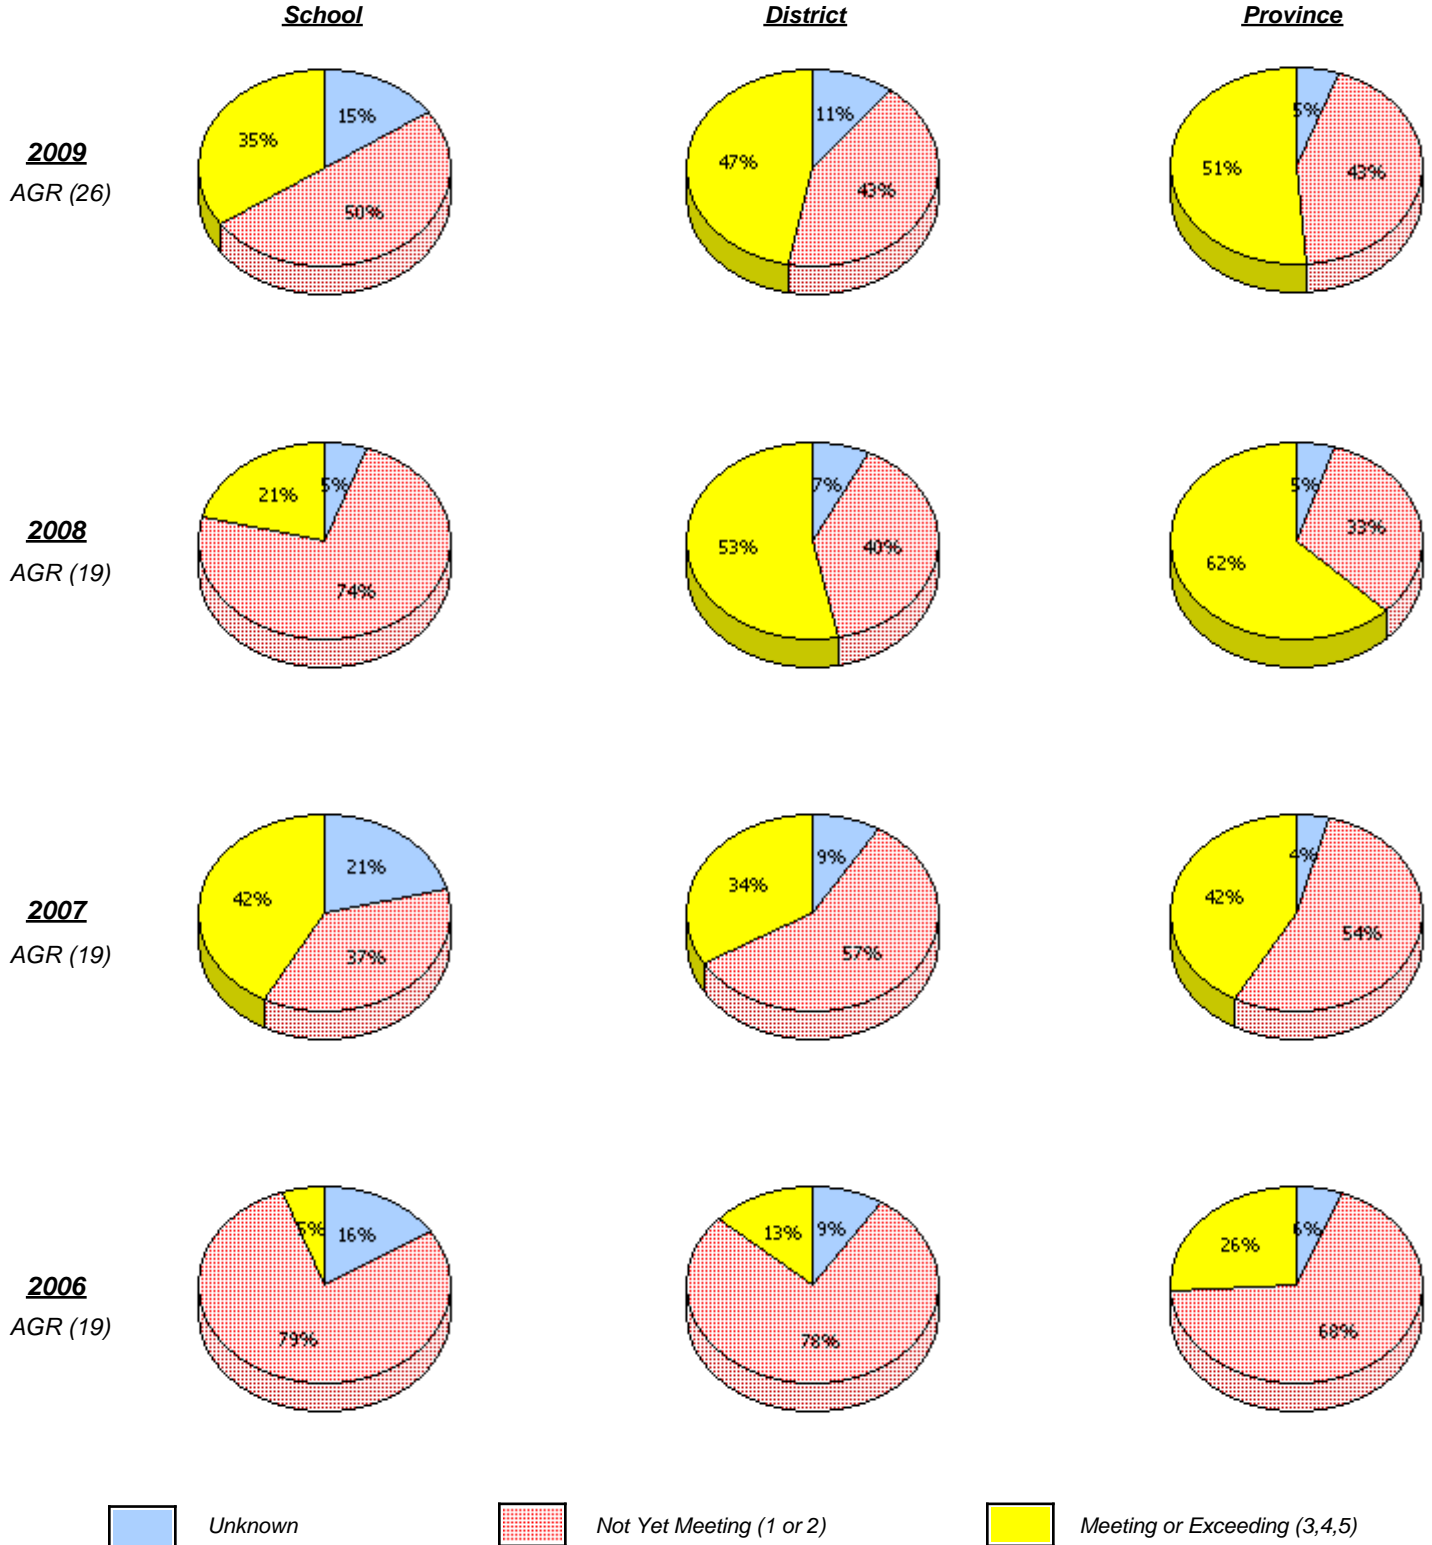 School District Province
15% 11% 5%
35% 47% 51% 43%
2009
43%
AGR (26)
50%
5% 7% 5%
21%
33%
2008
53% 40%
62%
AGR (19)
74%
21% 9% 4%
42% 34% 42%
2007
54%
AGR (19)
37% 57%
5% 16% 13% 9% 6%
26%
2006
AGR (19)
79% 78% 68%
Unknown Not Yet Meeting (1 or 2) Meeting or Exceeding (3,4,5)